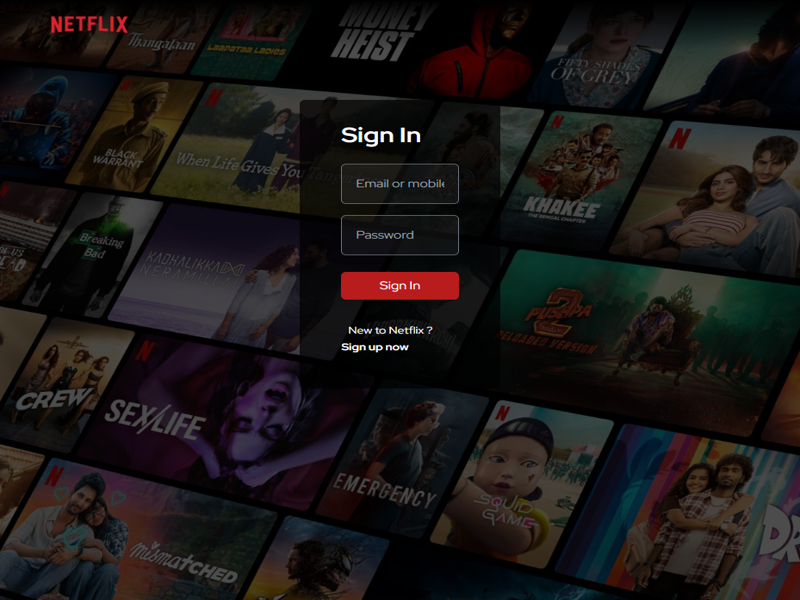 NETFLIX
Thangalaan
LAAPATAA LADIES
MONEY
HEIST
FIFTY SHADES
OF GREY
BLACK
WARRANT
When Life Gives You Tan
KHAKEE
THE BENGAL CHAPTER
Sign In
Email or mobile
Password
Sign In
New to Netflix ?
Sign up now
Breaking
Bad
KADHALIKKA
NERAMILLAI
PUSHPA
2
RELOADED VERSION
CREW
SEX/LIFE
EMERGENCY
SQUID
GAME
mismatched
DR